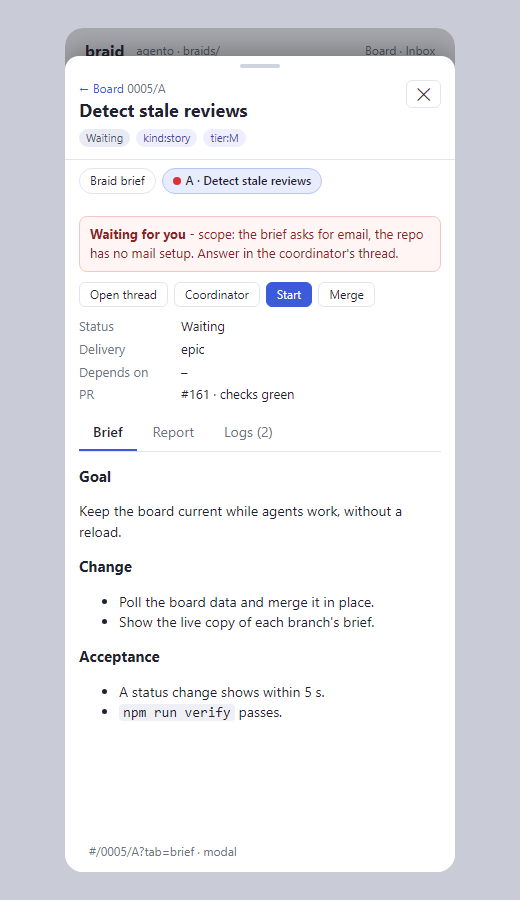 braid agento · braids/ Board · Inbox
← Board 0005/A
Detect stale reviews
Waiting kind:story tier:M
Braid brief A · Detect stale reviews
Waiting for you - scope: the brief asks for email, the repo
has no mail setup. Answer in the coordinator's thread.
Open thread Coordinator Start Merge
Status Waiting
Delivery epic
Depends on –
PR #161 · checks green
Brief Report Logs (2)
Goal
Keep the board current while agents work, without a
reload.
Change
• Poll the board data and merge it in place.
• Show the live copy of each branch's brief.
Acceptance
• A status change shows within 5 s.
• npm run verify passes.
#/0005/A?tab=brief · modal